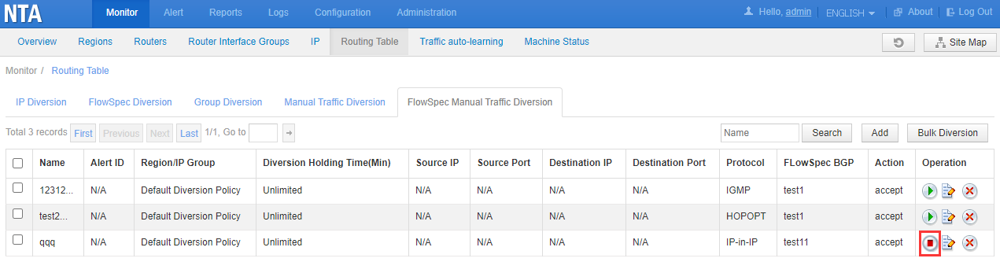 NTA Monitor Alert Reports Logs Configuration Administration Hello, admin ENGLISH About Log Out
Overview Regions Routers Router Interface Groups IP Routing Table Traffic auto-learning Machine Status Site Map
Monitor / Routing Table
IP Diversion FlowSpec Diversion Group Diversion Manual Traffic Diversion FlowSpec Manual Traffic Diversion
Total 3 records First Previous Next Last 1/1, Go to Name Search Add Bulk Diversion
Name Alert ID Region/IP Group Diversion Holding Time(Min) Source IP Source Port Destination IP Destination Port Protocol FLowSpec BGP Action Operation
12312... N/A Default Diversion Policy Unlimited N/A N/A N/A N/A IGMP test1 accept
test2... N/A Default Diversion Policy Unlimited N/A N/A N/A N/A HOPOPT test1 accept
qqq N/A Default Diversion Policy Unlimited N/A N/A N/A N/A IP-in-IP test11 accept